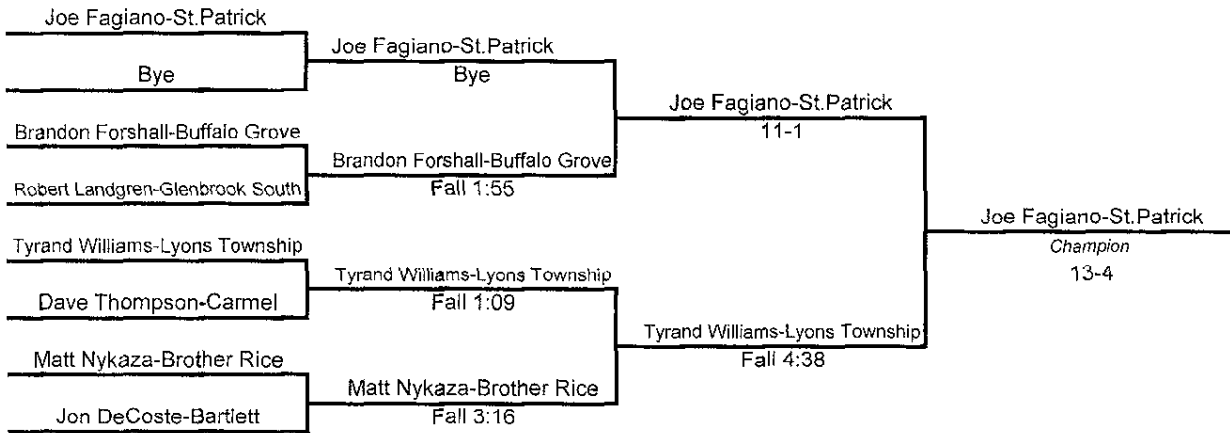 Joe Fagiano-St.Patrick
Bye
Brandon Forshall-Buffalo Grove
Robert Landgren-Glenbrook South
Tyrand Williams-Lyons Township
Dave Thompson-Carmel
Matt Nykaza-Brother Rice
Jon DeCoste-Bartlett
Joe Fagiano-St.Patrick
Bye
Brandon Forshall-Buffalo Grove
Fall 1:55
Tyrand Williams-Lyons Township
Fall 1:09
Matt Nykaza-Brother Rice
Fall 3:16
Joe Fagiano-St.Patrick
11-1
Tyrand Williams-Lyons Township
Fall 4:38
Joe Fagiano-St.Patrick
Champion
13-4